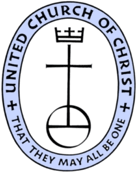 UNITED CHURCH OF CHRIST
THAT THEY MAY ALL BE ONE